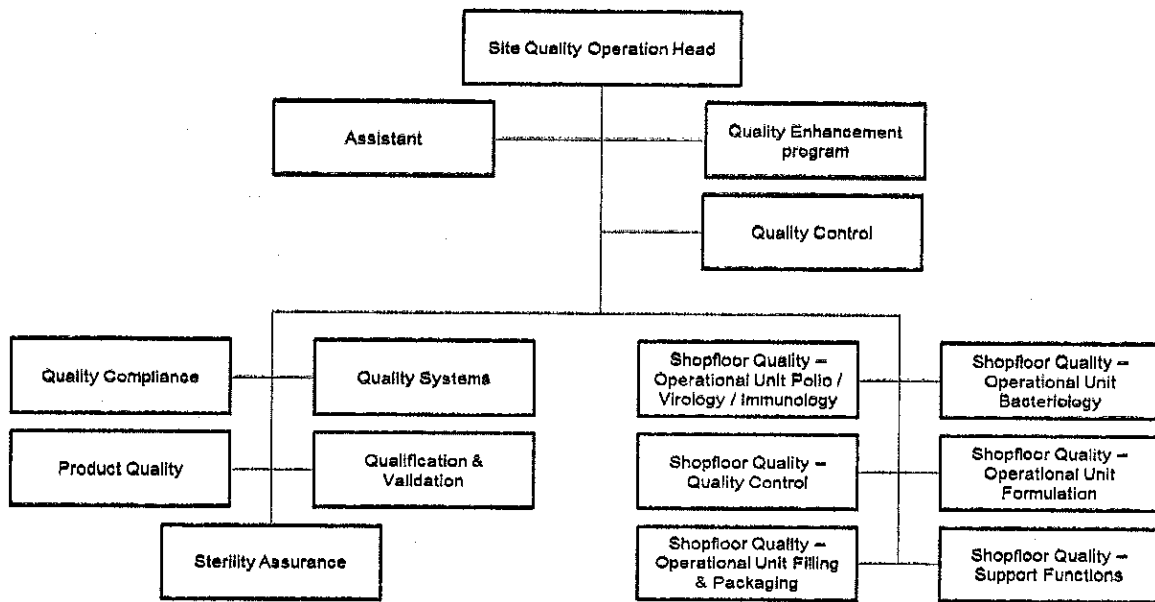 Site Quality Operation Head
Assistant
Quality Enhancement
program
Quality Control
Quality Compliance
Quality Systems
Shopfloor Quality –
Operational Unit Polio /
Virology / Immunology
Shopfloor Quality –
Operational Unit
Bacteriology
Product Quality
Qualification &
Validation
Shopfloor Quality –
Quality Control
Shopfloor Quality –
Operational Unit
Formulation
Sterility Assurance
Shopfloor Quality –
Operational Unit Filling
& Packaging
Shopfloor Quality –
Support Functions